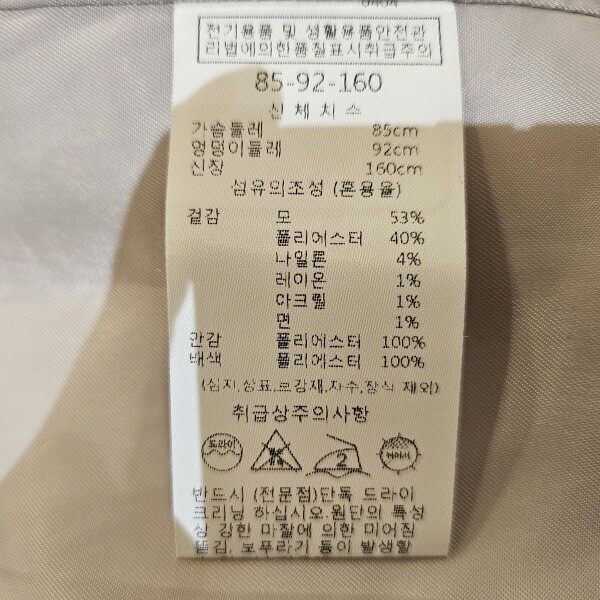 전기용품 및 생활용품안전관
리법에의한품질표시취급주의
85-92-160
신체치수
가슴둘레 85cm
엉덩이둘레 92cm
신장 160cm
섬유의조성 (혼용율)
겉감 모 53%
폴리에스터 40%
나일론 4%
레이온 1%
아크릴 1%
면 1%
안감 폴리에스터 100%
배색 폴리에스터 100%
(심지,상표,보강재,자수,장식 제외)
취급상주의사항
드라이
2
반드시 (전문점)단독 드라이
크리닝 하십시오.원단의 특성
상 강한 마찰에 의한 미어짐
뜯김, 보푸라기 등이 발생할